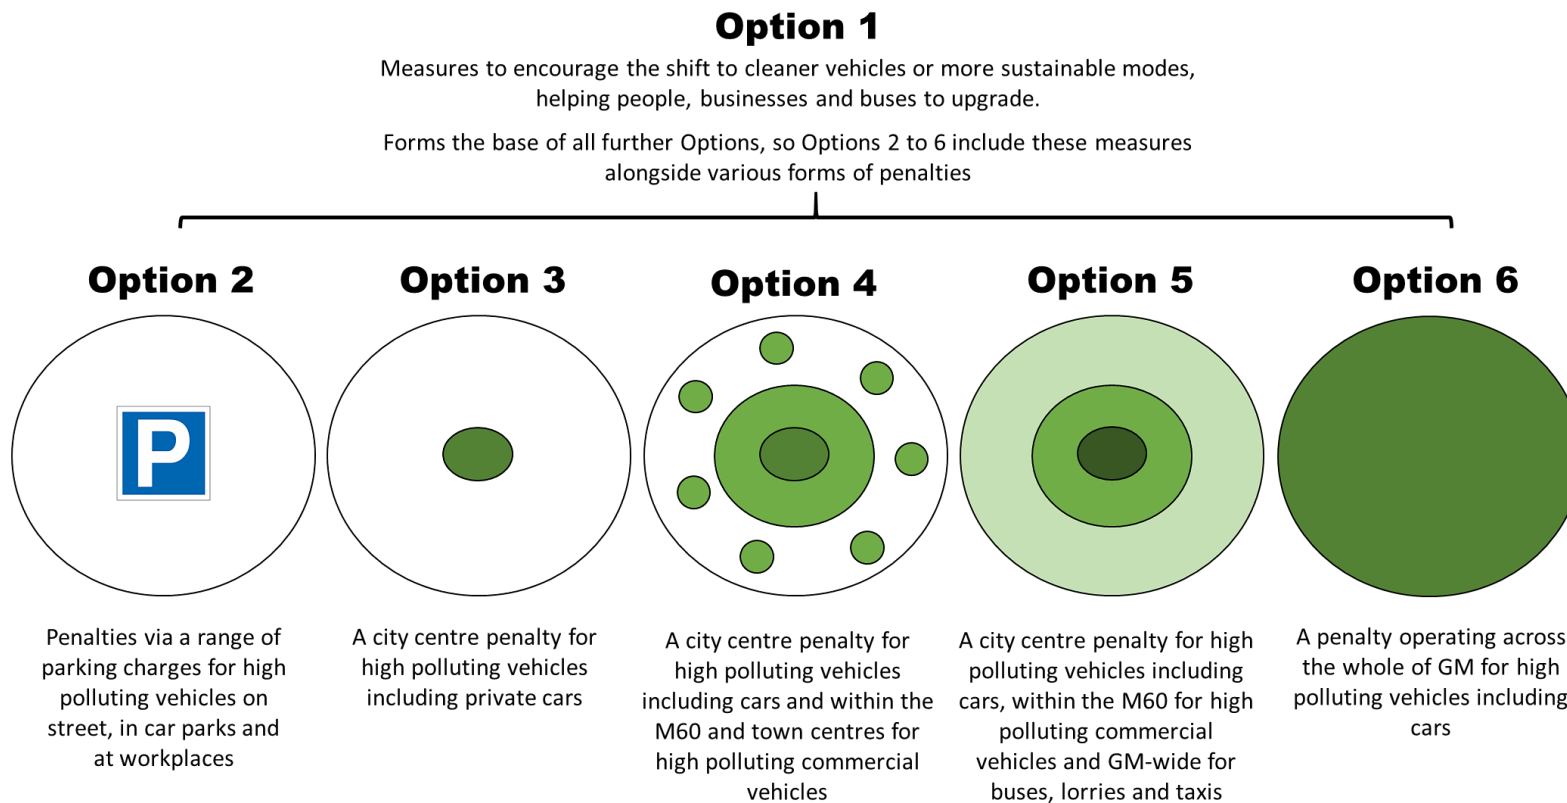 Option 1
Measures to encourage the shift to cleaner vehicles or more sustainable modes,
helping people, businesses and buses to upgrade.
Forms the base of all further Options, so Options 2 to 6 include these measures
alongside various forms of penalties
Option 2
P
Penalties via a range of
parking charges for high
polluting vehicles on
street, in car parks and
at workplaces
Option 3
A city centre penalty for
high polluting vehicles
including private cars
Option 4
A city centre penalty for
high polluting vehicles
including cars and within the
M60 and town centres for
high polluting commercial
vehicles
Option 5
A city centre penalty for high
polluting vehicles including
cars, within the M60 for high
polluting commercial
vehicles and GM-wide for
buses, lorries and taxis
Option 6
A penalty operating across
the whole of GM for high
polluting vehicles including
cars